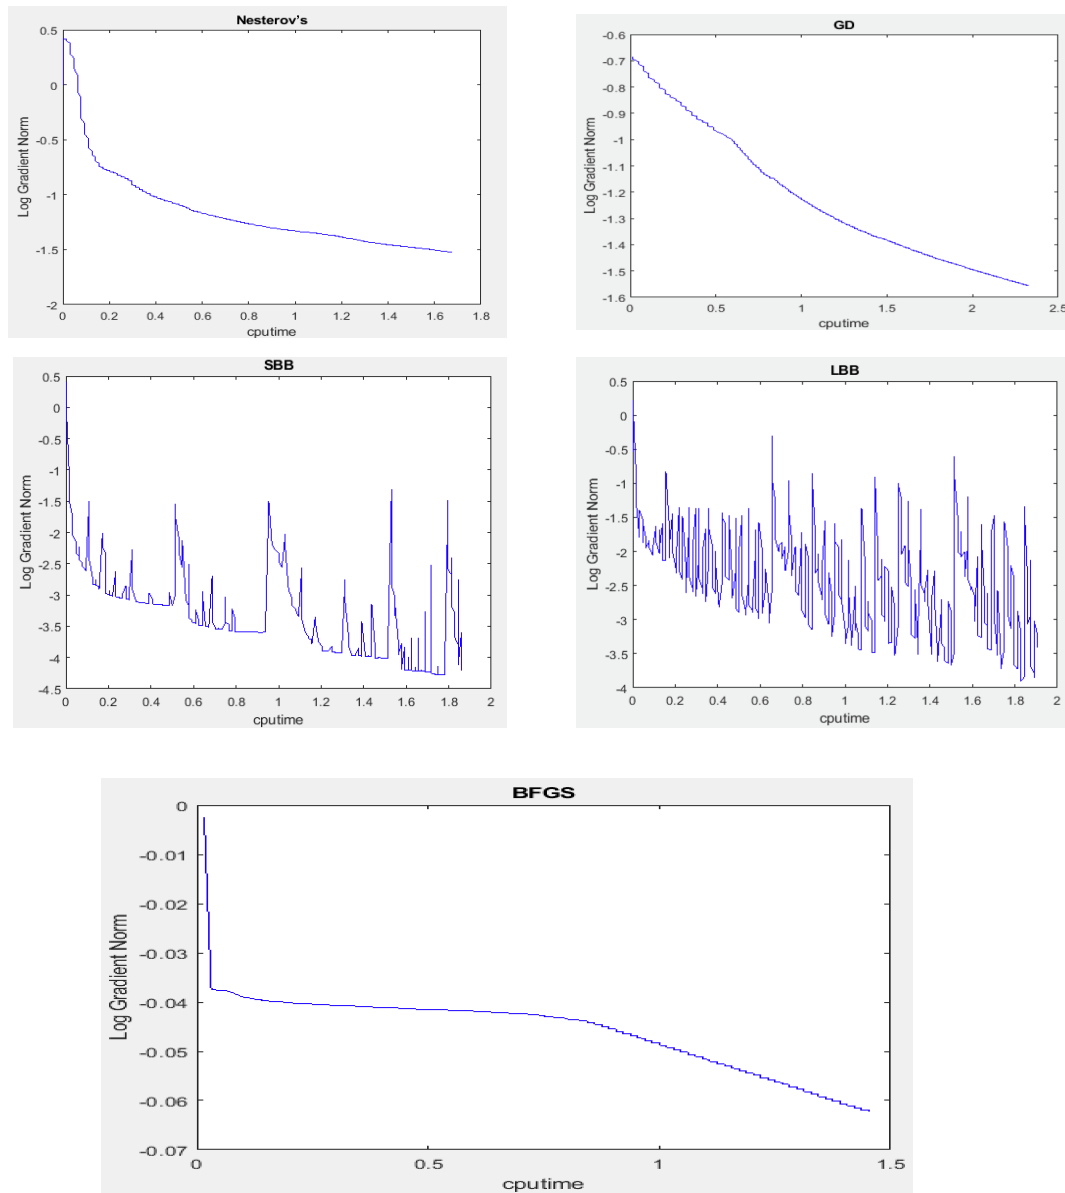 Nesterov's
0.5
0
-0.5
-1
-1.5
-2
Log Gradient Norm
0 0.2 0.4 0.6 0.8 1 1.2 1.4 1.6 1.8
cputime
GD
-0.6
-0.7
-0.8
-0.9
-1
-1.1
-1.2
-1.3
-1.4
-1.5
-1.6
Log Gradient Norm
0 0.5 1 1.5 2 2.5
cputime
SBB
0.5
0
-0.5
-1
-1.5
-2
-2.5
-3
-3.5
-4
-4.5
Log Gradient Norm
0 0.2 0.4 0.6 0.8 1 1.2 1.4 1.6 1.8 2
cputime
LBB
0.5
0
-0.5
-1
-1.5
-2
-2.5
-3
-3.5
-4
Log Gradient Norm
0 0.2 0.4 0.6 0.8 1 1.2 1.4 1.6 1.8 2
cputime
BFGS
0
-0.01
-0.02
-0.03
-0.04
-0.05
-0.06
-0.07
Log Gradient Norm
0 0.5 1 1.5
cputime